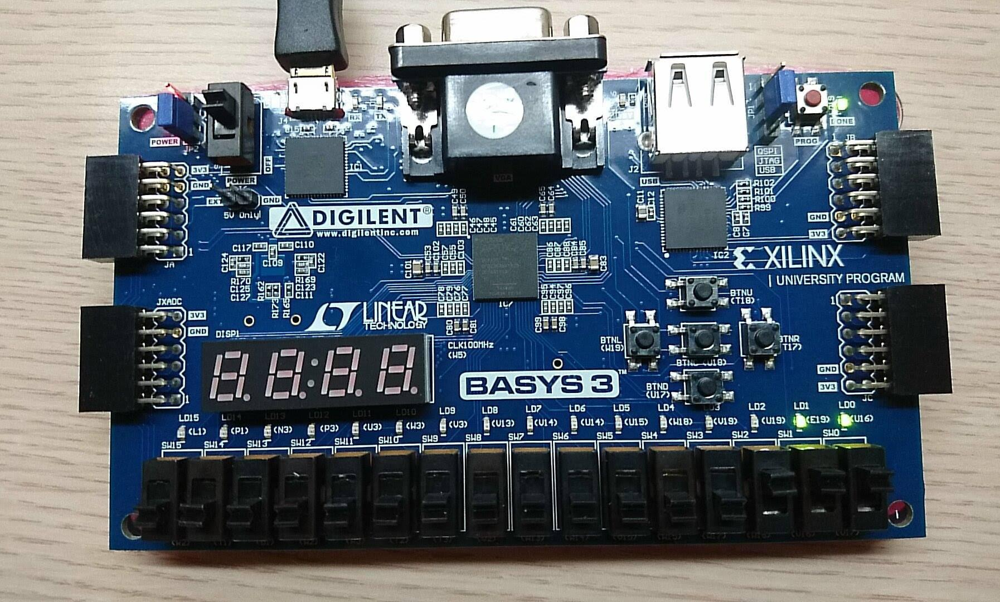 POWER
JP2
OFF
POWER
EXT
GND
5V Only!
J4
RX
TX
IC1
VGA
J2
USB
JP1
PROG
DONE
QSPI
JTAG
USB
JB
1
GND
3V3
3V3
GND
JA
1
DIGILENT®
www.digilentinc.com
C49
C50
C65
C64
C46
C47
C48
C45
C61
C60
C62
C63
C11
C12
R102
R101
R100
R99
C8
IC2
XILINX
| UNIVERSITY PROGRAM
C117
C110
C124
C109
C122
R170
C125
C127
R162
R173
R165
R169
C123
C111
C101
C53
C102
C57
C55
C103
C86
C87
C88
C84
C85
C83
IC7
C78
C79
C76
C77
C95
C94
C97
C96
C80
C81
C99
C98
LINEAR
TECHNOLOGY
JXADC
3V3
GND
1
DISP1
CLK100MHz
(W5)
BASYS 3™
BTNU
(T18)
BTNL
(W19)
BTNR
(T17)
BTNC (U18)
BTND
(U17)
1
GND
3V3
JC
LD15 LD14 LD13 LD12 LD11 LD10 LD9 LD8 LD7 LD6 LD5 LD4 LD3 LD2 LD1 LD0
(L1) (P1) (N3) (P3) (U3) (W3) (V3) (V13) (V14) (U14) (U15) (W18) (V19) (U19) (E19) (U16)
SW15 SW14 SW13 SW12 SW11 SW10 SW9 SW8 SW7 SW6 SW5 SW4 SW3 SW2 SW1 SW0